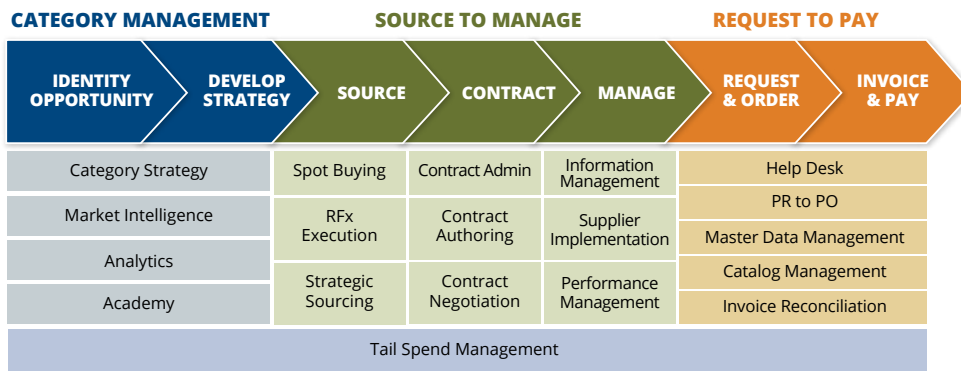 CATEGORY MANAGEMENT
SOURCE TO MANAGE
REQUEST TO PAY
IDENTITY
OPPORTUNITY
DEVELOP
STRATEGY
SOURCE
CONTRACT
MANAGE
REQUEST
& ORDER
INVOICE
& PAY
Category Strategy
Market Intelligence
Analytics
Academy
Spot Buying
RFx
Execution
Strategic
Sourcing
Contract Admin
Contract
Authoring
Contract
Negotiation
Information
Management
Supplier
Implementation
Performance
Management
Help Desk
PR to PO
Master Data Management
Catalog Management
Invoice Reconciliation
Tail Spend Management